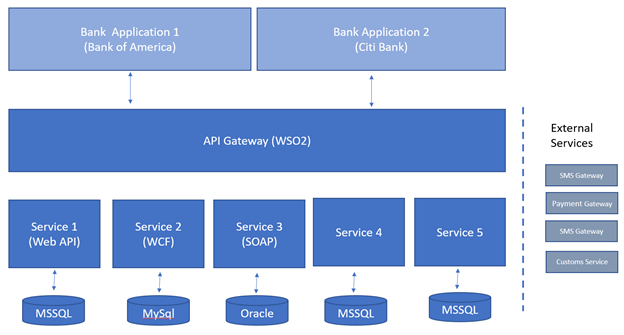 Bank Application 1
(Bank of America)
Bank Application 2
(Citi Bank)
API Gateway (WSO2)
External
Services
SMS Gateway
Payment Gateway
SMS Gateway
Customs Service
Service 1
(Web API)
Service 2
(WCF)
Service 3
(SOAP)
Service 4
Service 5
MSSQL
MySql
Oracle
MSSQL
MSSQL